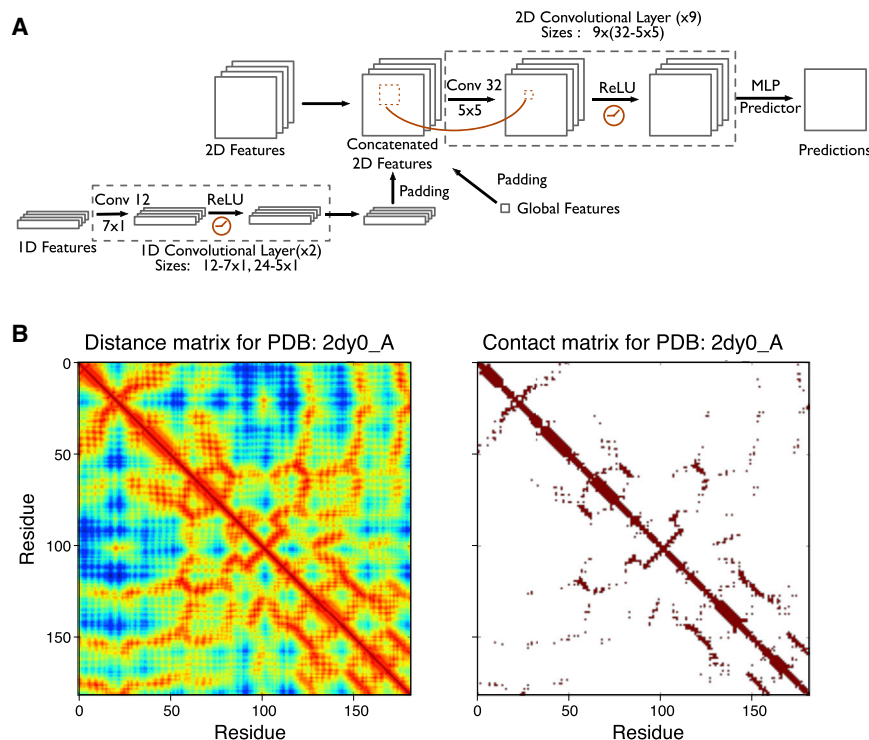 A
2D Convolutional Layer (x9)
Sizes : 9x(32-5x5)
Conv 32
5x5
ReLU
MLP
Predictor
2D Features
Concatenated
2D Features
Predictions
Padding
Padding
Global Features
Conv 12
7x1
ReLU
1D Features
1D Convolutional Layer(x2)
Sizes: 12-7x1, 24-5x1
B
Distance matrix for PDB: 2dy0_A
0
50
100
150
Residue
0 50 100 150
Residue
Contact matrix for PDB: 2dy0_A
0 50 100 150
Residue